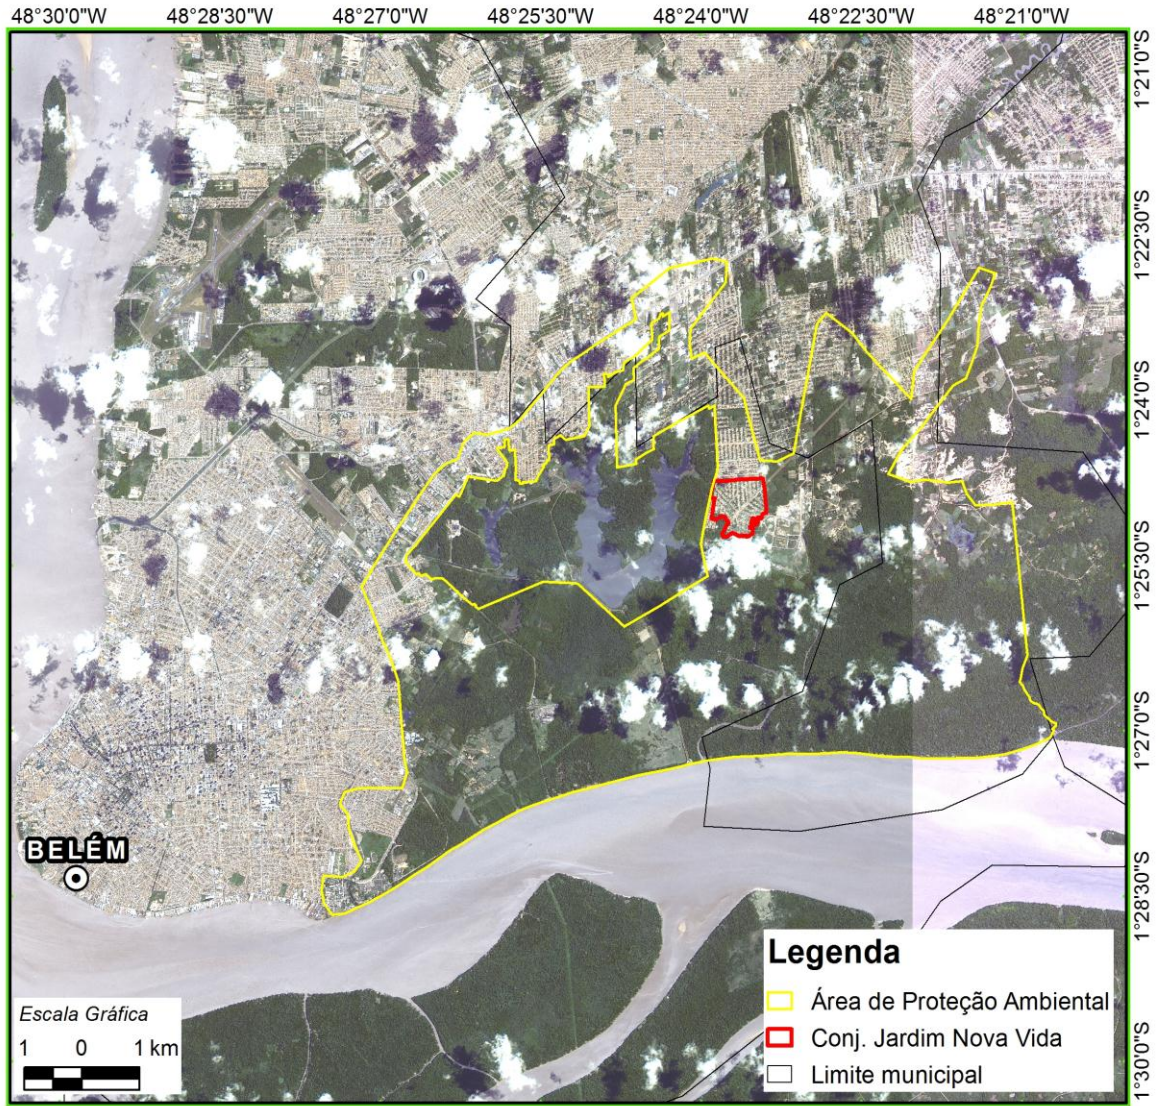 48°30'0"W 48°28'30"W 48°27'0"W 48°25'30"W 48°24'0"W 48°22'30"W 48°21'0"W
1°21'0"S
1°22'30"S
1°24'0"S
1°25'30"S
1°27'0"S
BELÉM
1°28'30"S
Legenda
Área de Proteção Ambiental
Conj. Jardim Nova Vida
Limite municipal
Escala Gráfica
1 0 1 km
1°30'0"S